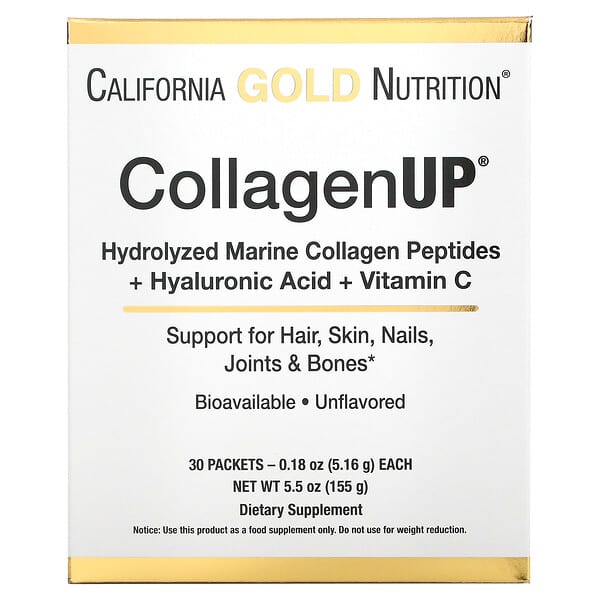 CALIFORNIA GOLD NUTRITION®
CollagenUP®
Hydrolyzed Marine Collagen Peptides
+ Hyaluronic Acid + Vitamin C
Support for Hair, Skin, Nails,
Joints & Bones*
Bioavailable • Unflavored
30 PACKETS – 0.18 oz (5.16 g) EACH
NET WT 5.5 oz (155 g)
Dietary Supplement
Notice: Use this product as a food supplement only. Do not use for weight reduction.